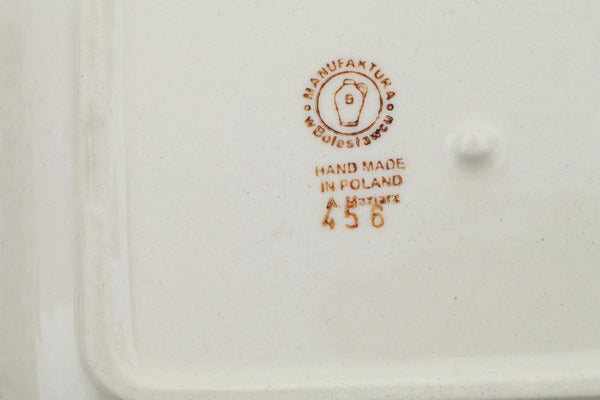 MANUFAKTURA
w Bolesławcu
B
HAND MADE
IN POLAND
A.
456